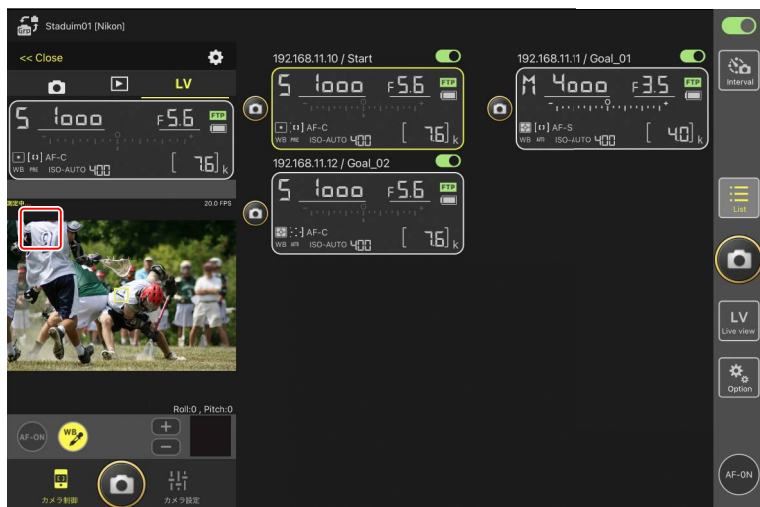 Grp
Staduim01 [Nikon]
<< Close
LV
S 1000 F5.6 FTP
[ロ] AF-C
WB PRE ISO-AUTO 400 [ 7.6] k
測定中...
20.0 FPS
Roll:0 , Pitch:0
AF-ON
WB
カメラ制御
カメラ設定
192.168.11.10 / Start
S 1000 F5.6 FTP
AF-C
WB PRE ISO-AUTO 400 [ 7.6] k
192.168.11.11 / Goal_01
M 4000 F3.5 FTP
AF-S
WB AUTO ISO-AUTO 400 [ 4.0] k
192.168.11.12 / Goal_02
S 1000 F5.6 FTP
AF-C
WB AUTO ISO-AUTO 400 [ 7.6] k
Interval
List
LV
Live view
Option
AF-ON